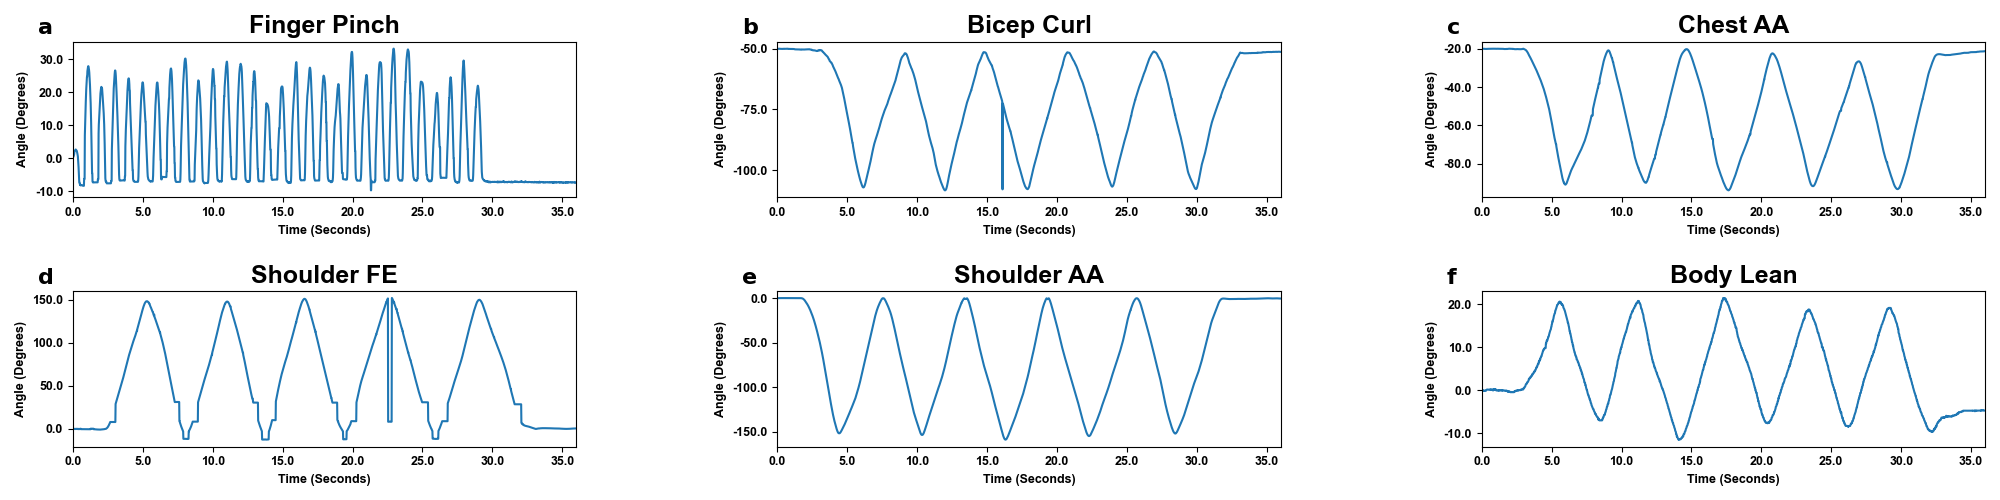 a
Finger Pinch
Angle (Degrees)
30.0
20.0
10.0
0.0
-10.0
0.0 5.0 10.0 15.0 20.0 25.0 30.0 35.0
Time (Seconds)
b
Bicep Curl
Angle (Degrees)
-50.0
-75.0
-100.0
0.0 5.0 10.0 15.0 20.0 25.0 30.0 35.0
Time (Seconds)
c
Chest AA
Angle (Degrees)
-20.0
-40.0
-60.0
-80.0
0.0 5.0 10.0 15.0 20.0 25.0 30.0 35.0
Time (Seconds)
d
Shoulder FE
Angle (Degrees)
150.0
100.0
50.0
0.0
0.0 5.0 10.0 15.0 20.0 25.0 30.0 35.0
Time (Seconds)
e
Shoulder AA
Angle (Degrees)
0.0
-50.0
-100.0
-150.0
0.0 5.0 10.0 15.0 20.0 25.0 30.0 35.0
Time (Seconds)
f
Body Lean
Angle (Degrees)
20.0
10.0
0.0
-10.0
0.0 5.0 10.0 15.0 20.0 25.0 30.0 35.0
Time (Seconds)